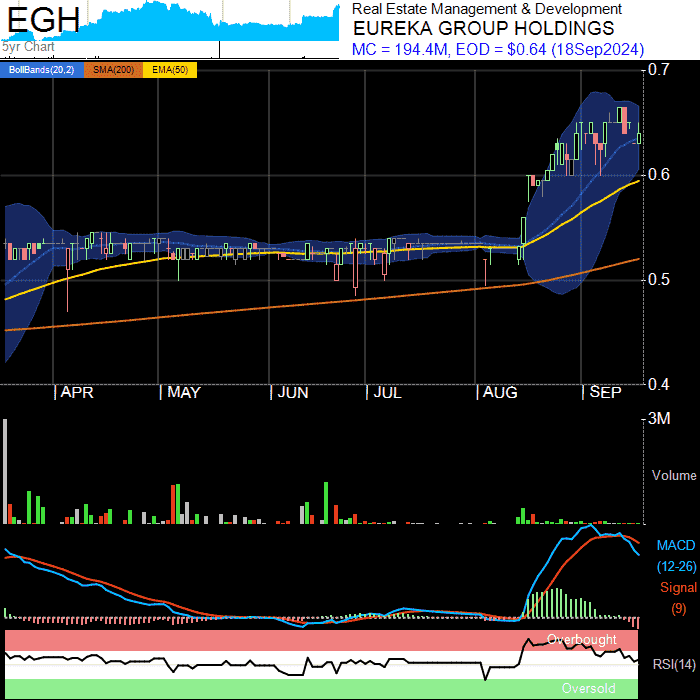 EGH
5yr Chart
Real Estate Management & Development
EUREKA GROUP HOLDINGS
MC = 194.4M, EOD = $0.64 (18Sep2024)
BollBands(20,2) SMA(200) EMA(50)
0.7
0.6
0.5
0.4
APR MAY JUN JUL AUG SEP
3M
Volume
MACD
(12-26)
Signal
(9)
Overbought
RSI(14)
Oversold